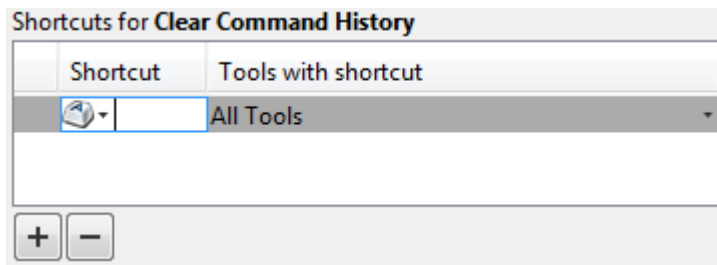 Shortcuts for Clear Command History
Shortcut Tools with shortcut
All Tools